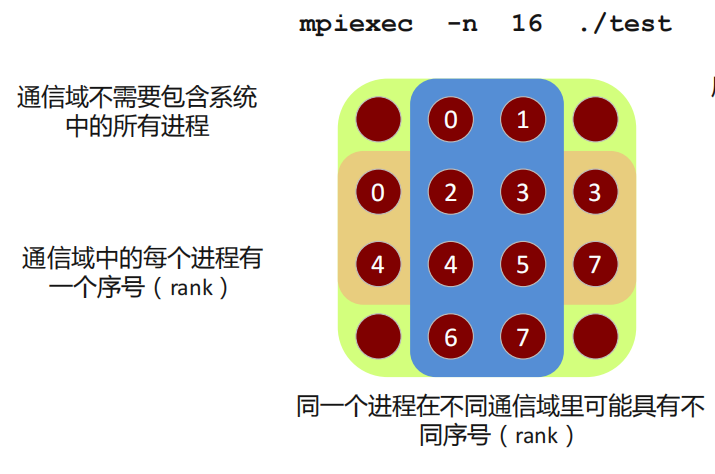 mpiexec -n 16 ./test
通信域不需要包含系统
中的所有进程
0 1
0 2 3 3
通信域中的每个进程有
一个序号（rank）
4 4 5 7
6 7
同一个进程在不同通信域里可能具有不
同序号（rank）